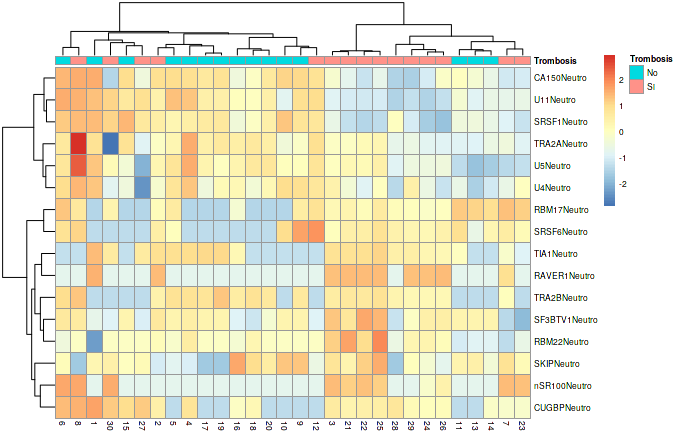 Trombosis
CA150Neutro
U11Neutro
SRSF1Neutro
TRA2ANeutro
U5Neutro
U4Neutro
RBM17Neutro
SRSF6Neutro
TIA1Neutro
RAVER1Neutro
TRA2BNeutro
SF3BTV1Neutro
RBM22Neutro
SKIPNeutro
nSR100Neutro
CUGBPNeutro
6 8 1 30 15 27 2 5 4 17 19 16 18 20 10 9 12 3 21 22 25 28 29 24 26 11 13 14 7 23
2
1
0
-1
-2
Trombosis
No
SI